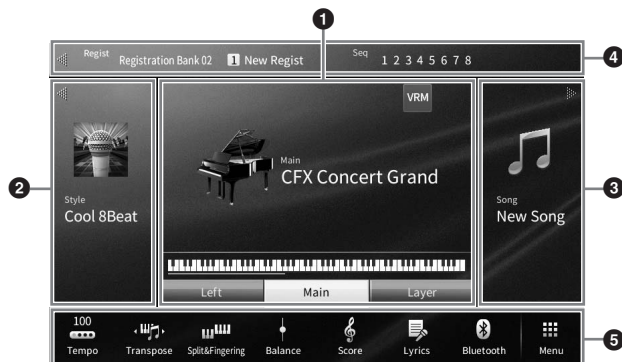 1
Regist
Registration Bank 02
1 New Regist
Seq
1 2 3 4 5 6 7 8
4
VRM
2
Style
Cool 8Beat
Main
CFX Concert Grand
Song
New Song
3
Left
Main
Layer
100
Tempo
Transpose
Split&Fingering
Balance
Score
Lyrics
Bluetooth
Menu
5